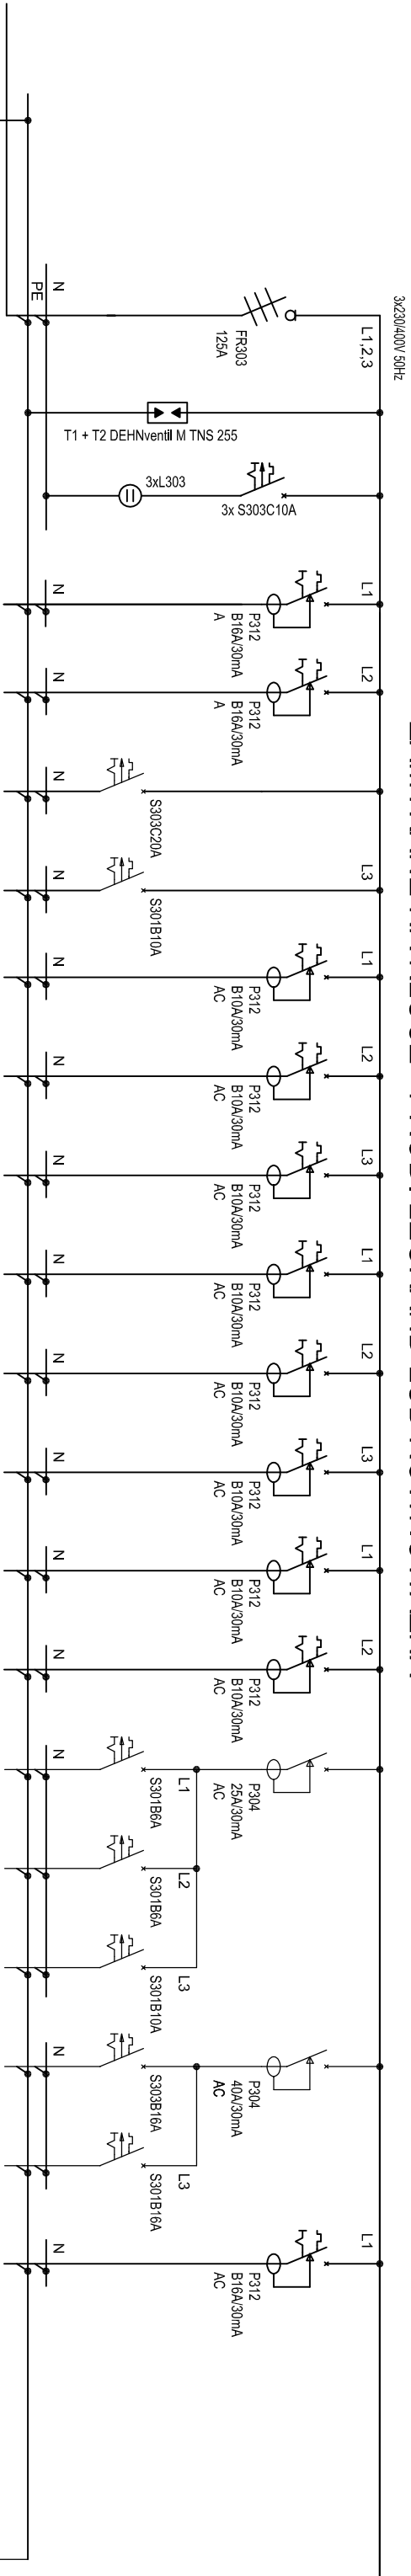 3x230/400V 50Hz
L1,2,3
FR303
125A
N
PE
T1 + T2 DEHNventil M TNS 255
3xL303
3x S303C10A
L1
P312
B16A/30mA
A
N
L2
P312
B16A/30mA
A
N
S303C20A
N
L3
S301B10A
N
L1
P312
B10A/30mA
AC
N
L2
P312
B10A/30mA
AC
N
L3
P312
B10A/30mA
AC
N
L1
P312
B10A/30mA
AC
N
L2
P312
B10A/30mA
AC
N
L3
P312
B10A/30mA
AC
N
L1
P312
B10A/30mA
AC
N
L2
P312
B10A/30mA
AC
N
P304
25A/30mA
AC
L1
S301B6A
N
L2
S301B6A
L3
S301B10A
P304
40A/30mA
AC
S303B16A
N
L3
S301B16A
L1
P312
B16A/30mA
AC
N